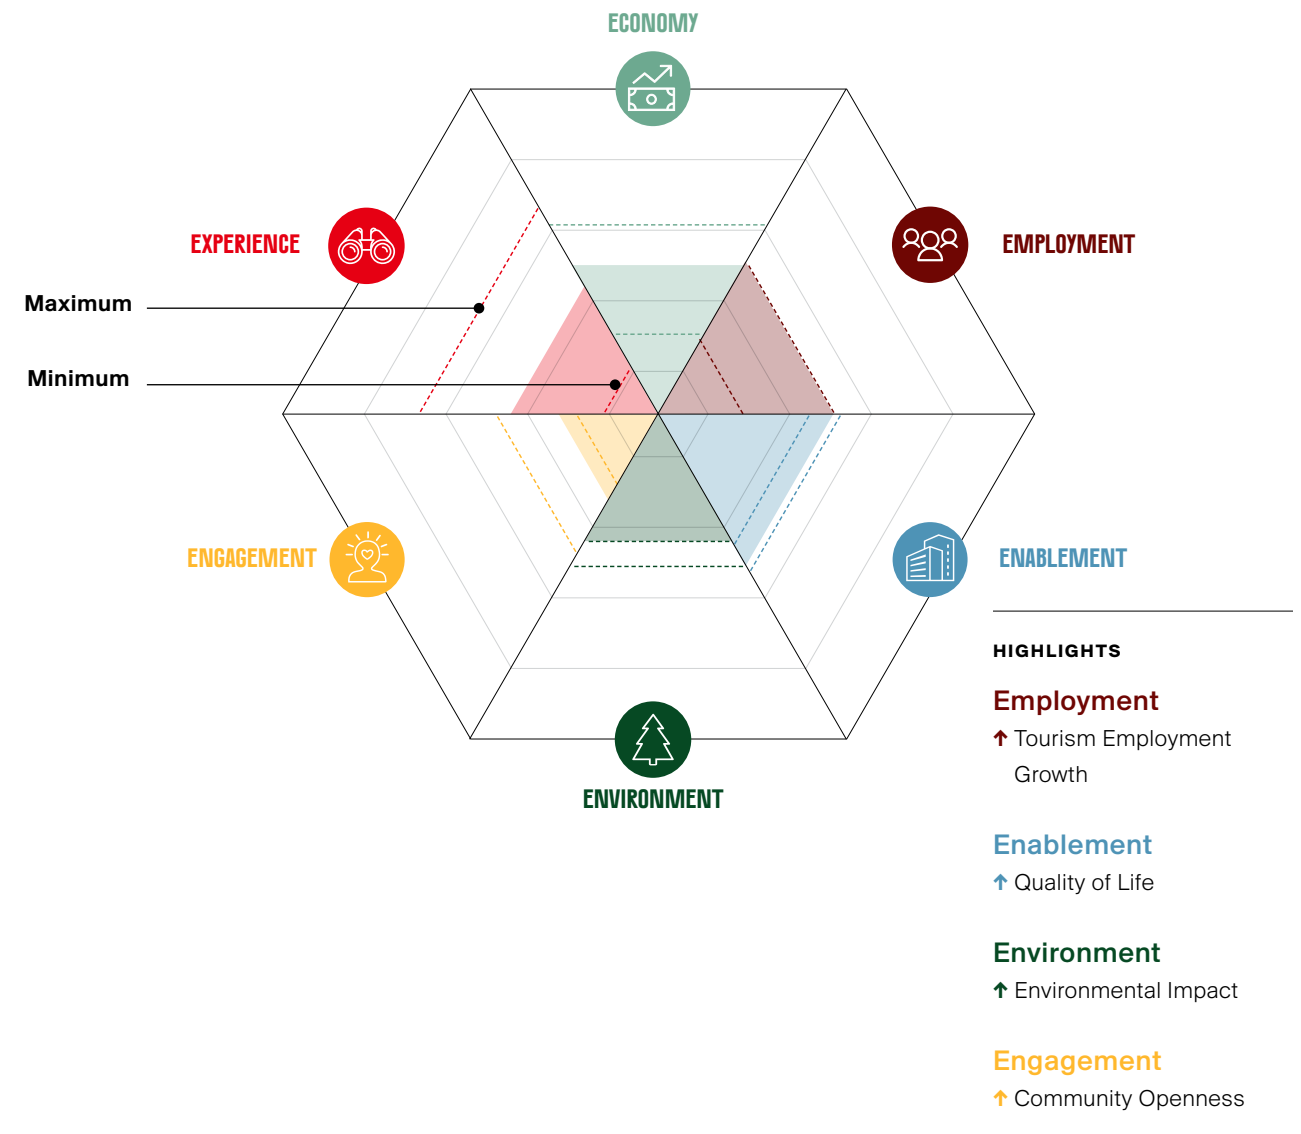 ECONOMY
EXPERIENCE
EMPLOYMENT
Maximum
Minimum
ENGAGEMENT
ENABLEMENT
ENVIRONMENT
HIGHLIGHTS
Employment
↑ Tourism Employment
Growth
Enablement
↑ Quality of Life
Environment
↑ Environmental Impact
Engagement
↑ Community Openness